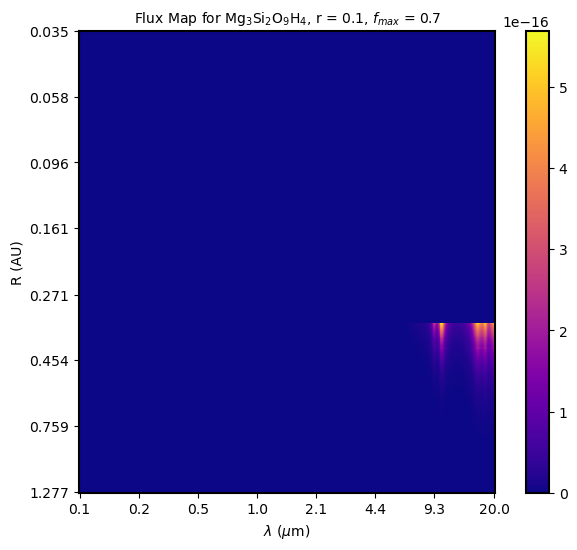 Flux Map for Mg₃Si₂O₉H₄, r = 0.1, fₘₐₓ = 0.7
1e−16
0.035
0.058
0.096
0.161
0.271
0.454
0.759
1.277
R (AU)
0.1 0.2 0.5 1.0 2.1 4.4 9.3 20.0
λ (μm)
5
4
3
2
1
0